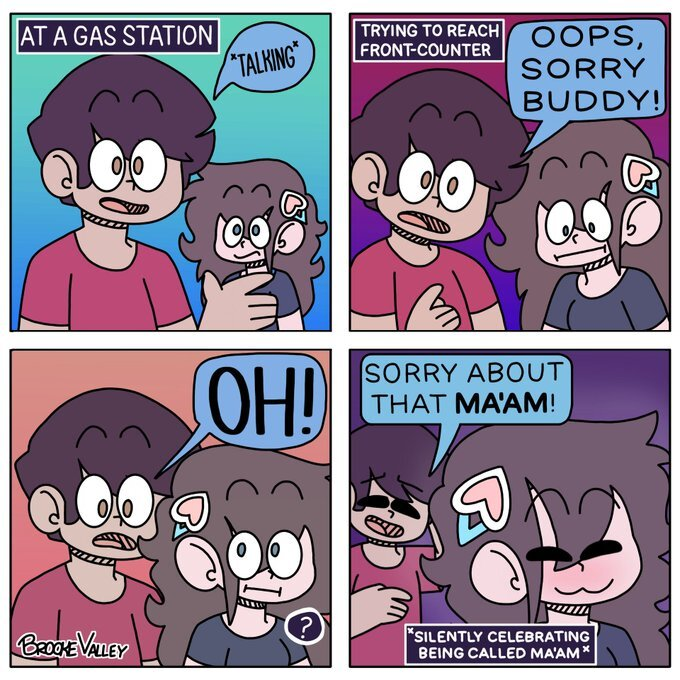 AT A GAS STATION
*TALKING*
TRYING TO REACH
FRONT-COUNTER
OOPS,
SORRY
BUDDY!
OH!
?
BROOKE VALLEY
SORRY ABOUT
THAT MA'AM!
*SILENTLY CELEBRATING
BEING CALLED MA'AM*